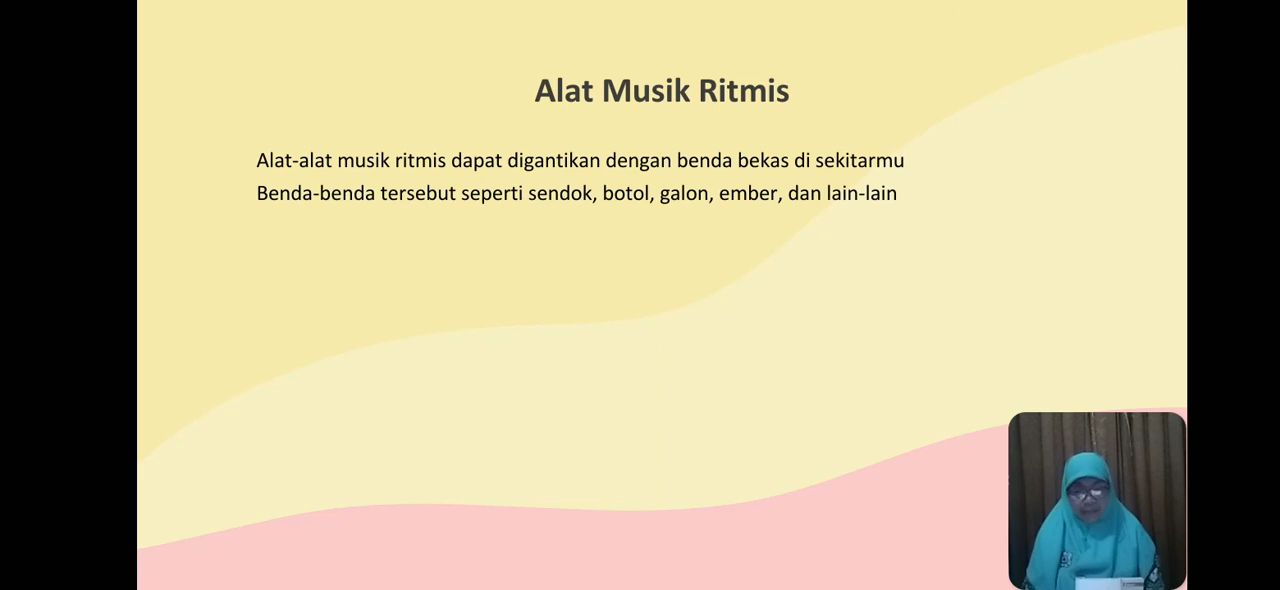 Alat Musik Ritmis
Alat-alat musik ritmis dapat digantikan dengan benda bekas di sekitarmu
Benda-benda tersebut seperti sendok, botol, galon, ember, dan lain-lain